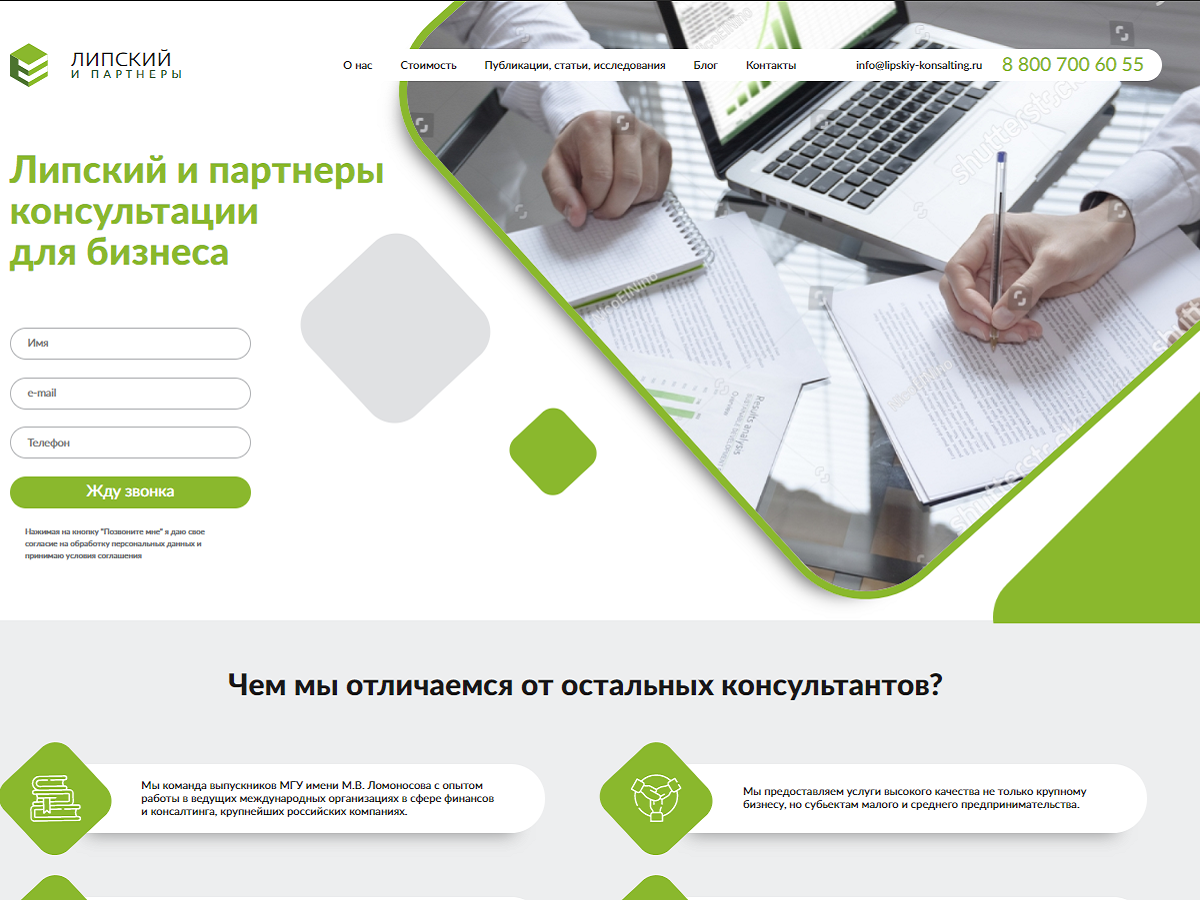 ЛИПСКИЙ
И ПАРТНЕРЫ
О нас
Стоимость
Публикации, статьи, исследования
Блог
Контакты
info@lipskiy-konsalting.ru
8 800 700 60 55
Липский и партнеры
консультации
для бизнеса
Имя
e-mail
Телефон
Жду звонка
Нажимая на кнопку "Позвоните мне" я даю свое
согласие на обработку персональных данных и
принимаю условия соглашения
shutterstock
Results analysis
Чем мы отличаемся от остальных консультантов?
Мы команда выпускников МГУ имени М.В. Ломоносова с опытом
работы в ведущих международных организациях в сфере финансов
и консалтинга, крупнейших российских компаниях.
Мы предоставляем услуги высокого качества не только крупному
бизнесу, но субъектам малого и среднего предпринимательства.